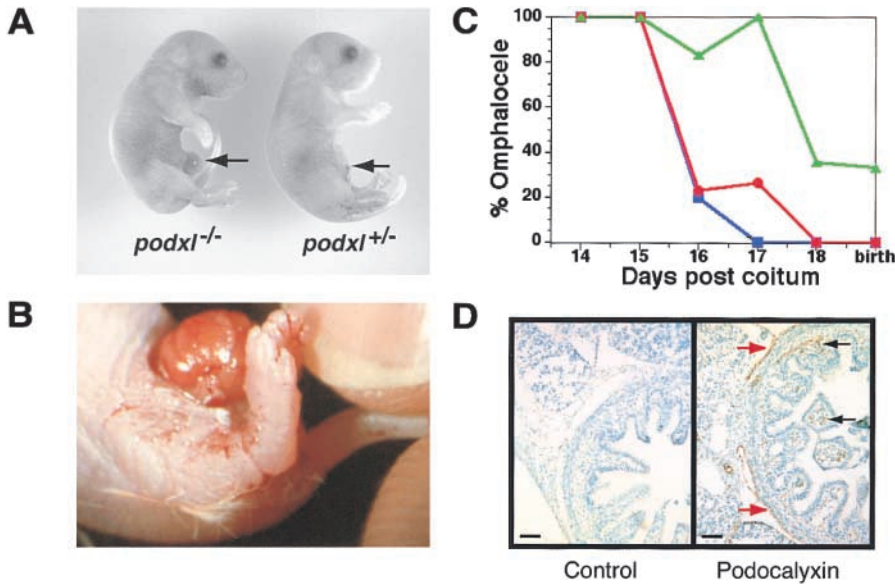 A
podxl-/-
podxl+/-
B
C
% Omphalocele
100
80
60
40
20
0
14 15 16 17 18 birth
Days post coitum
D
Control
Podocalyxin